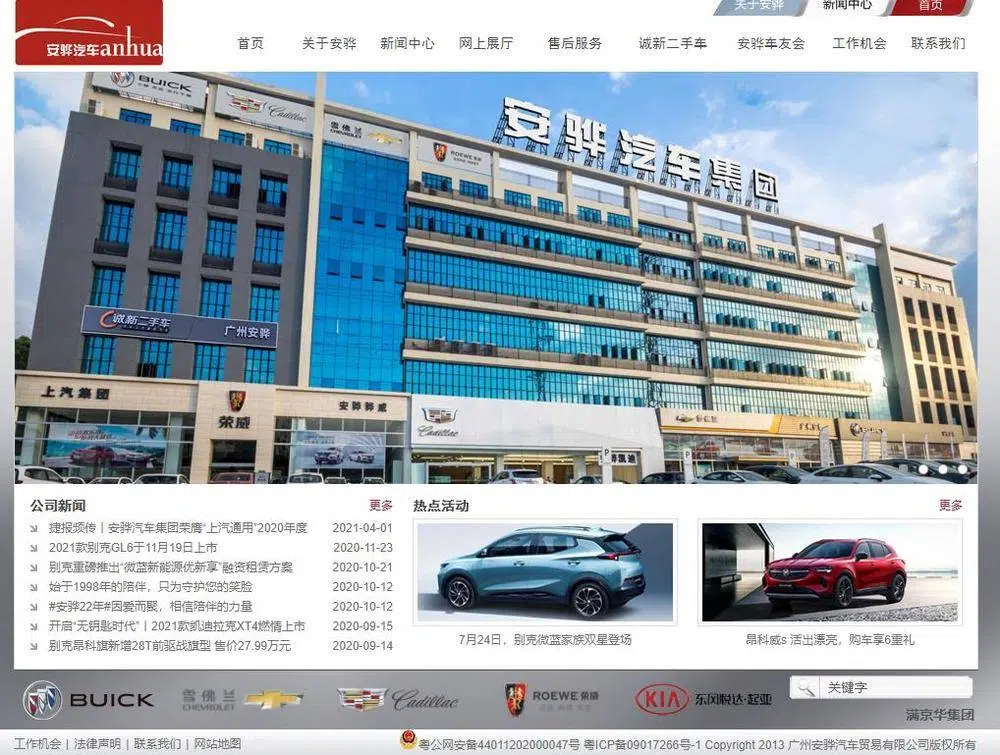 关于安骅 新闻中心 首页
安骅汽车anhua
首页 关于安骅 新闻中心 网上展厅 售后服务 诚新二手车 安骅车友会 工作机会 联系我们
BUICK
Cadillac
雪佛兰
CHEVROLET
ROEWE 荣威
安骅汽车集团
诚新二手车 广州安骅
上汽集团
荣威
安骅骅威
Cadillac
P
P
公司新闻 更多
捷报频传丨安骅汽车集团荣膺“上汽通用”2020年度 2021-04-01
2021款别克GL6于11月19日上市 2020-11-23
别克重磅推出“微蓝新能源优新享”融资租赁方案 2020-10-21
始于1998年的陪伴，只为守护您的笑脸 2020-10-12
#安骅22年#因爱而聚，相信陪伴的力量 2020-10-12
开启“无钥匙时代”丨2021款凯迪拉克XT4燃情上市 2020-09-15
别克昂科旗新增28T前驱战旗型 售价27.99万元 2020-09-14
热点活动 更多
7月24日，别克微蓝家族双星登场
昂科威s 活出漂亮，购车享6重礼
BUICK
雪佛兰
CHEVROLET
Cadillac
ROEWE 荣威
KIA 东风悦达·起亚
关键字
满京华集团
工作机会 | 法律声明 | 联系我们 | 网站地图
粤公网安备44011202000047号 粤ICP备09017266号-1 Copyright 2013 广州安骅汽车贸易有限公司版权所有